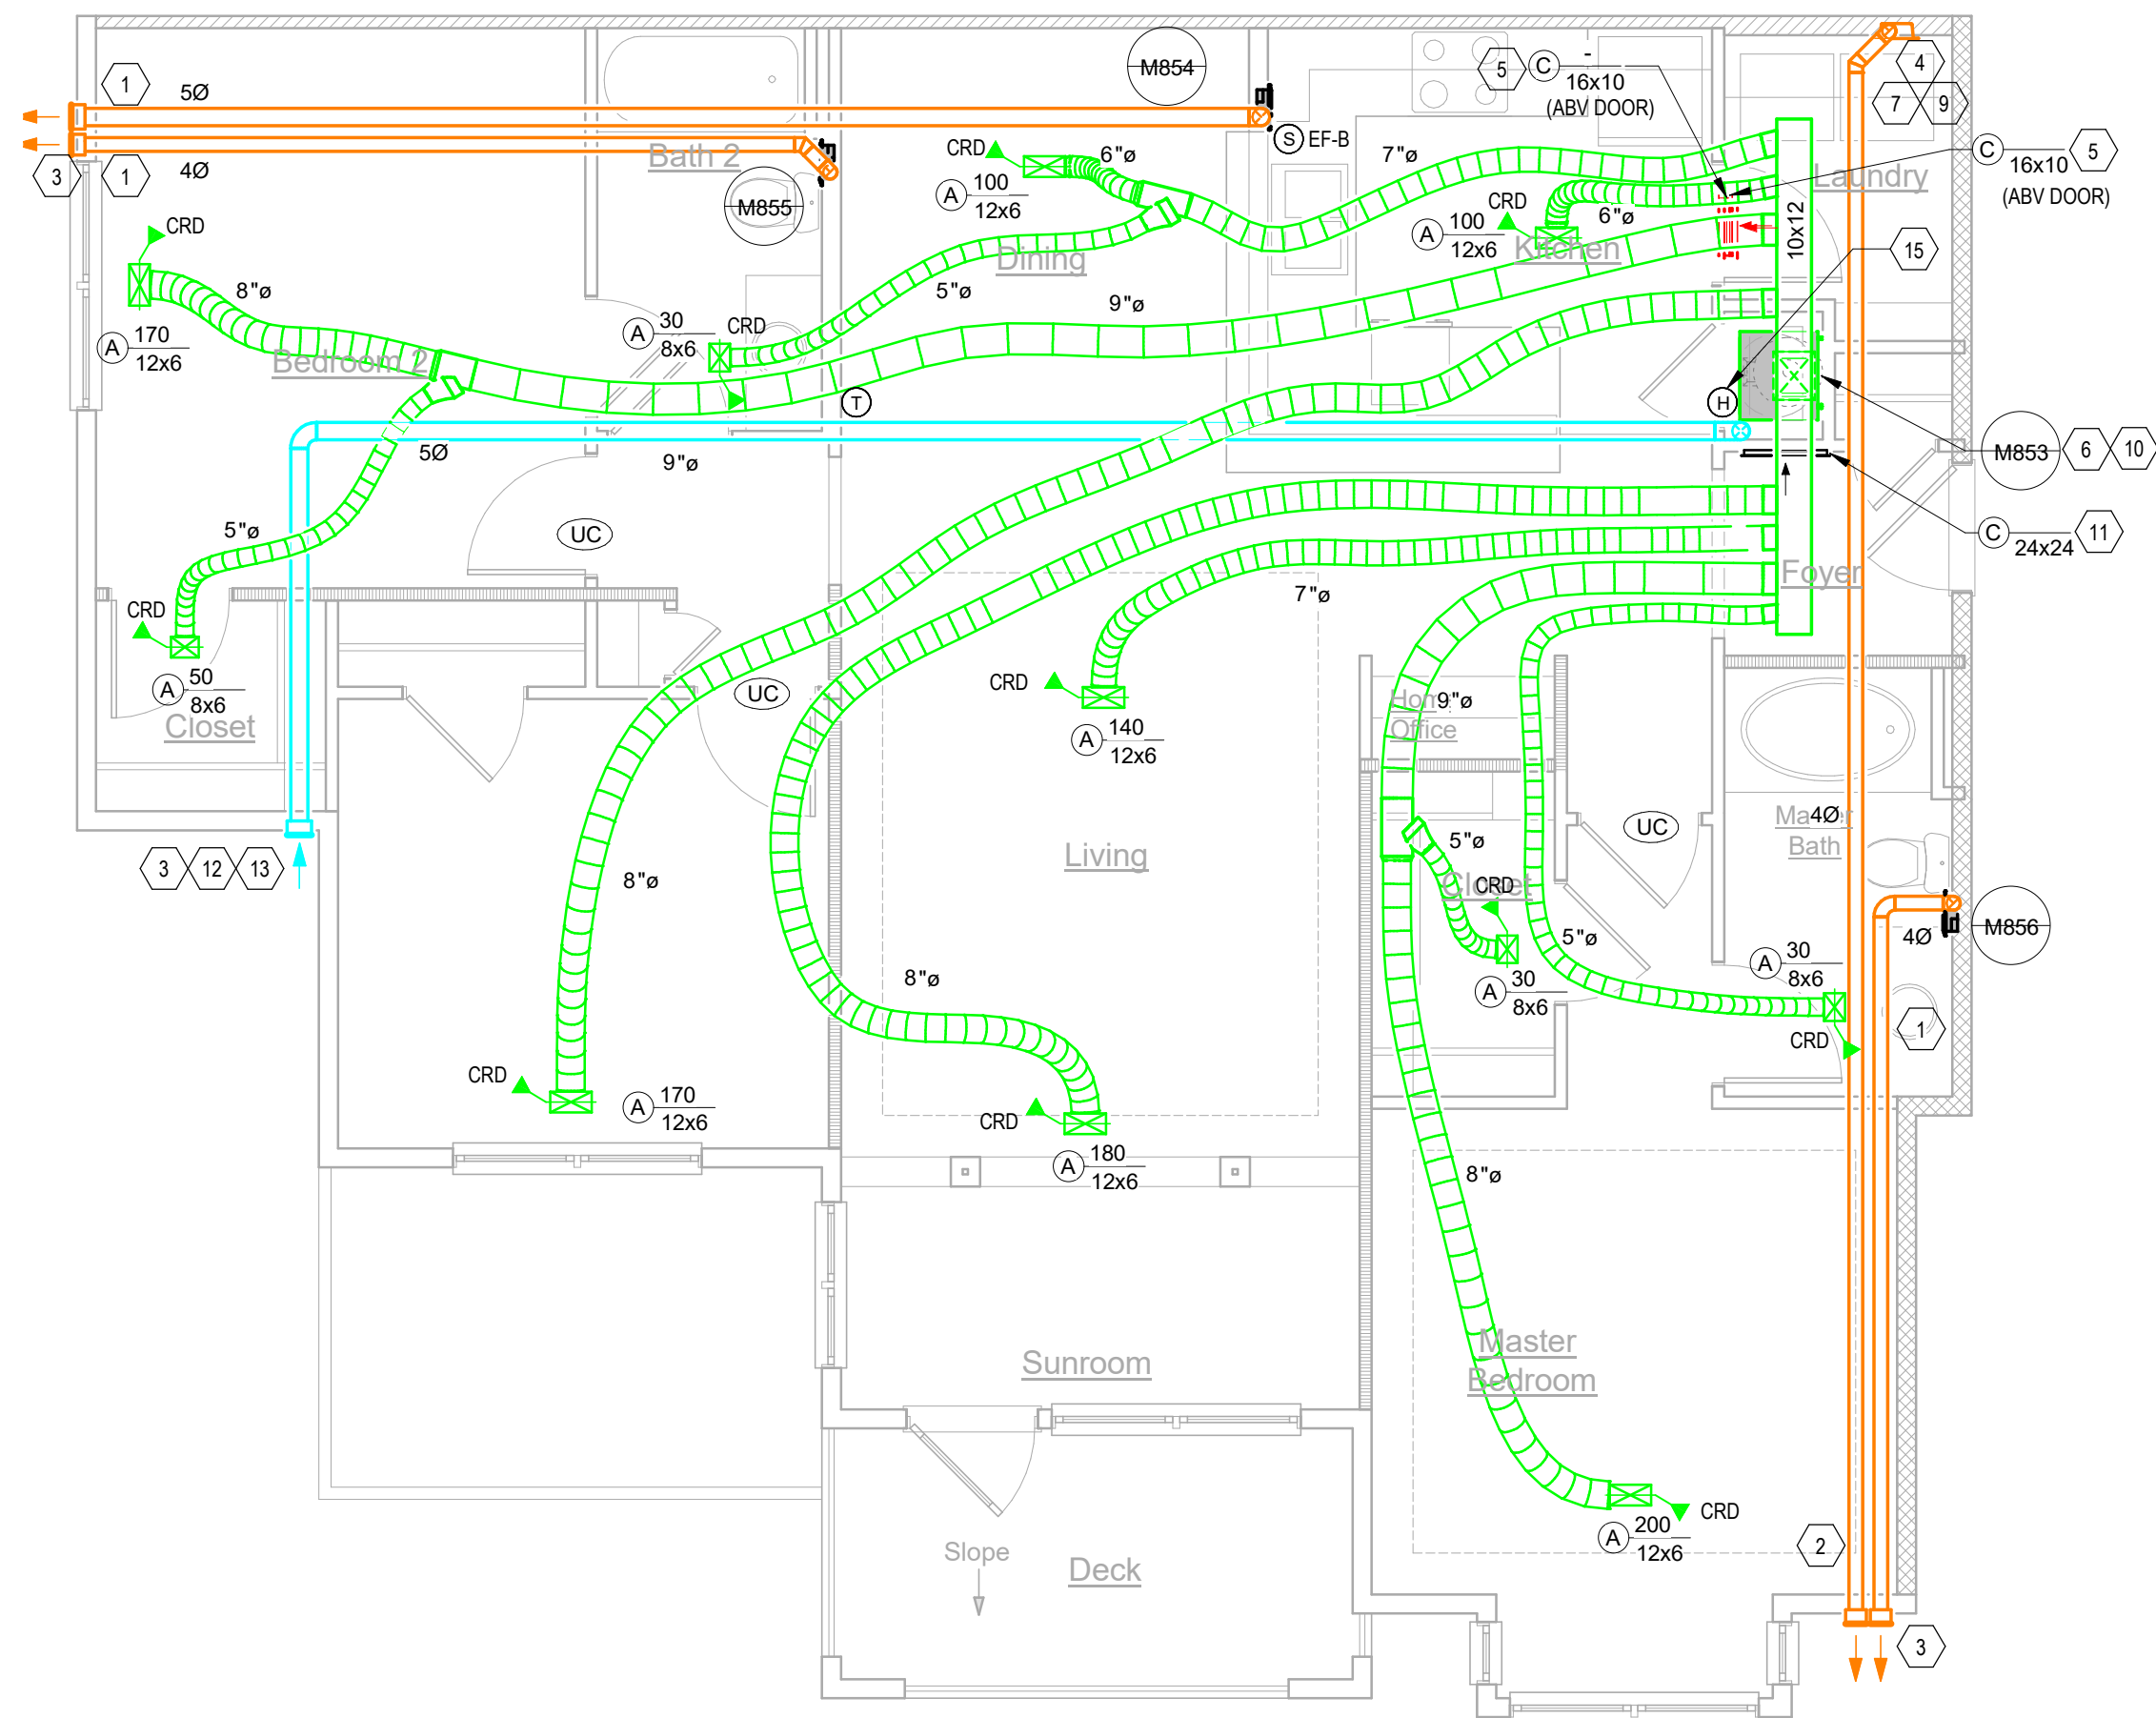 M854
5
C
-
16x10
(ABV DOOR)
4
7
9
1
5Ø
S
EF-B
C
16x10
5
(ABV DOOR)
3
1
4Ø
Bath 2
M855
CRD
6"ø
A
100
12x6
7"ø
Laundry
CRD
6"ø
A
100
12x6
Kitchen
10x12
15
CRD
Dining
8"ø
5"ø
9"ø
A
170
12x6
Bedroom 2
A
30
8x6
CRD
T
H
5Ø
9"ø
M853
6
10
5"ø
UC
C
24x24
11
Foyer
CRD
7"ø
A
50
8x6
Closet
UC
CRD
A
140
12x6
9"ø
Office
3
12
13
8"ø
Living
5"ø
UC
4Ø
Bath
Closet
CRD
M856
4Ø
5"ø
8"ø
A
30
8x6
A
30
8x6
1
CRD
CRD
A
170
12x6
CRD
A
180
12x6
8"ø
Sunroom
Master
Bedroom
CRD
A
200
12x6
2
Slope
Deck
3